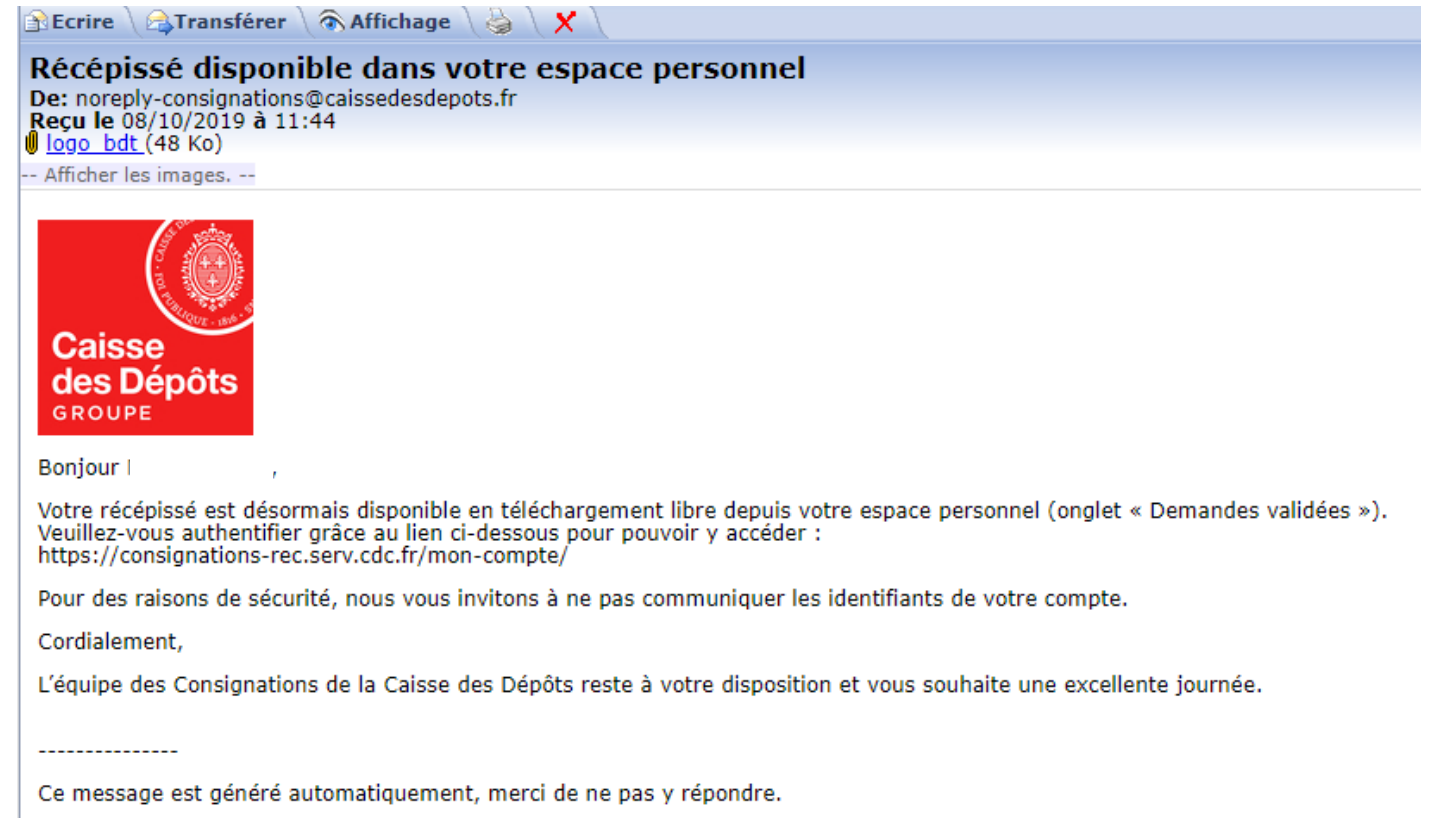 Ecrire Transférer Affichage
Récépissé disponible dans votre espace personnel
De: noreply-consignations@caissedesdepots.fr
Reçu le 08/10/2019 à 11:44
logo_bdt (48 Ko)
-- Afficher les images. --
Caisse
des Dépôts
GROUPE
Bonjour ,
Votre récépissé est désormais disponible en téléchargement libre depuis votre espace personnel (onglet « Demandes validées »).
Veuillez-vous authentifier grâce au lien ci-dessous pour pouvoir y accéder :
https://consignations-rec.serv.cdc.fr/mon-compte/
Pour des raisons de sécurité, nous vous invitons à ne pas communiquer les identifiants de votre compte.
Cordialement,
L'équipe des Consignations de la Caisse des Dépôts reste à votre disposition et vous souhaite une excellente journée.
---------------
Ce message est généré automatiquement, merci de ne pas y répondre.